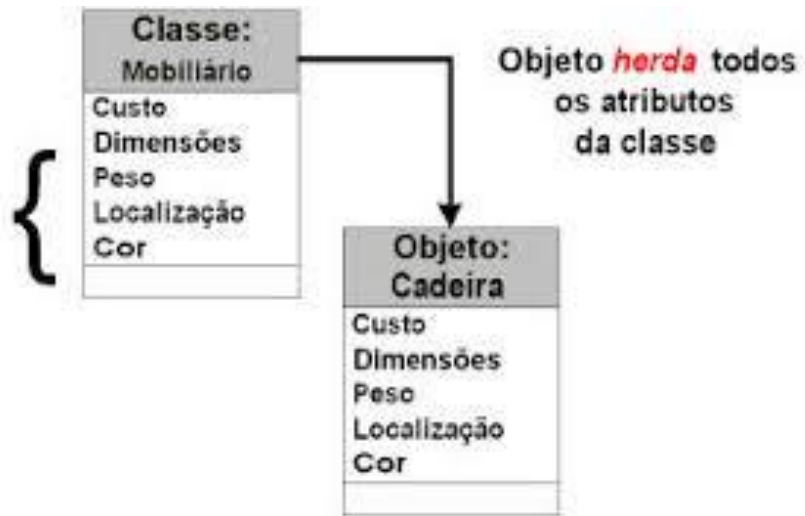 Classe:
Mobiliário
Custo
Dimensões
Peso
Localização
Cor
Objeto herda todos
os atributos
da classe
Objeto:
Cadeira
Custo
Dimensões
Peso
Localização
Cor